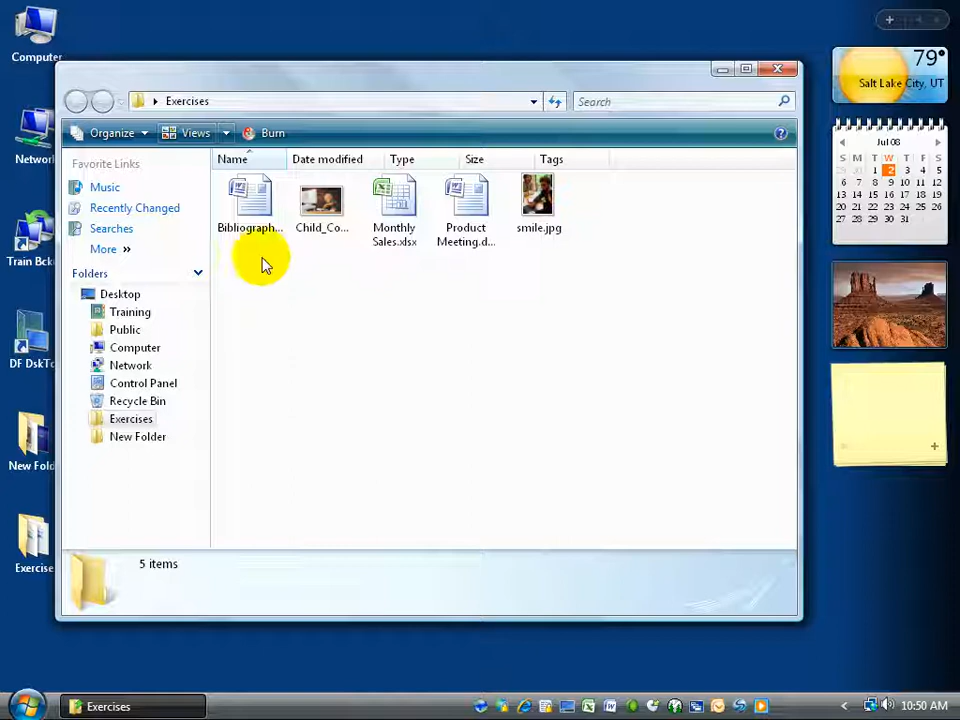 Computer
Network
Train Bck
DF DskTo
New Fold
Exercise
Exercises
Search
Organize
Views
Burn
Favorite Links
Music
Recently Changed
Searches
More »
Folders
Desktop
Training
Public
Computer
Network
Control Panel
Recycle Bin
Exercises
New Folder
Name
Date modified
Type
Size
Tags
Bibliograph...
Child_Co...
Monthly
Sales.xlsx
Product
Meeting.d...
smile.jpg
5 items
79°
Salt Lake City, UT
Jul 08
S M T W T F S
29 30 1 2 3 4 5
6 7 8 9 10 11 12
13 14 15 16 17 18 19
20 21 22 23 24 25 26
27 28 29 30 31
Exercises
10:50 AM